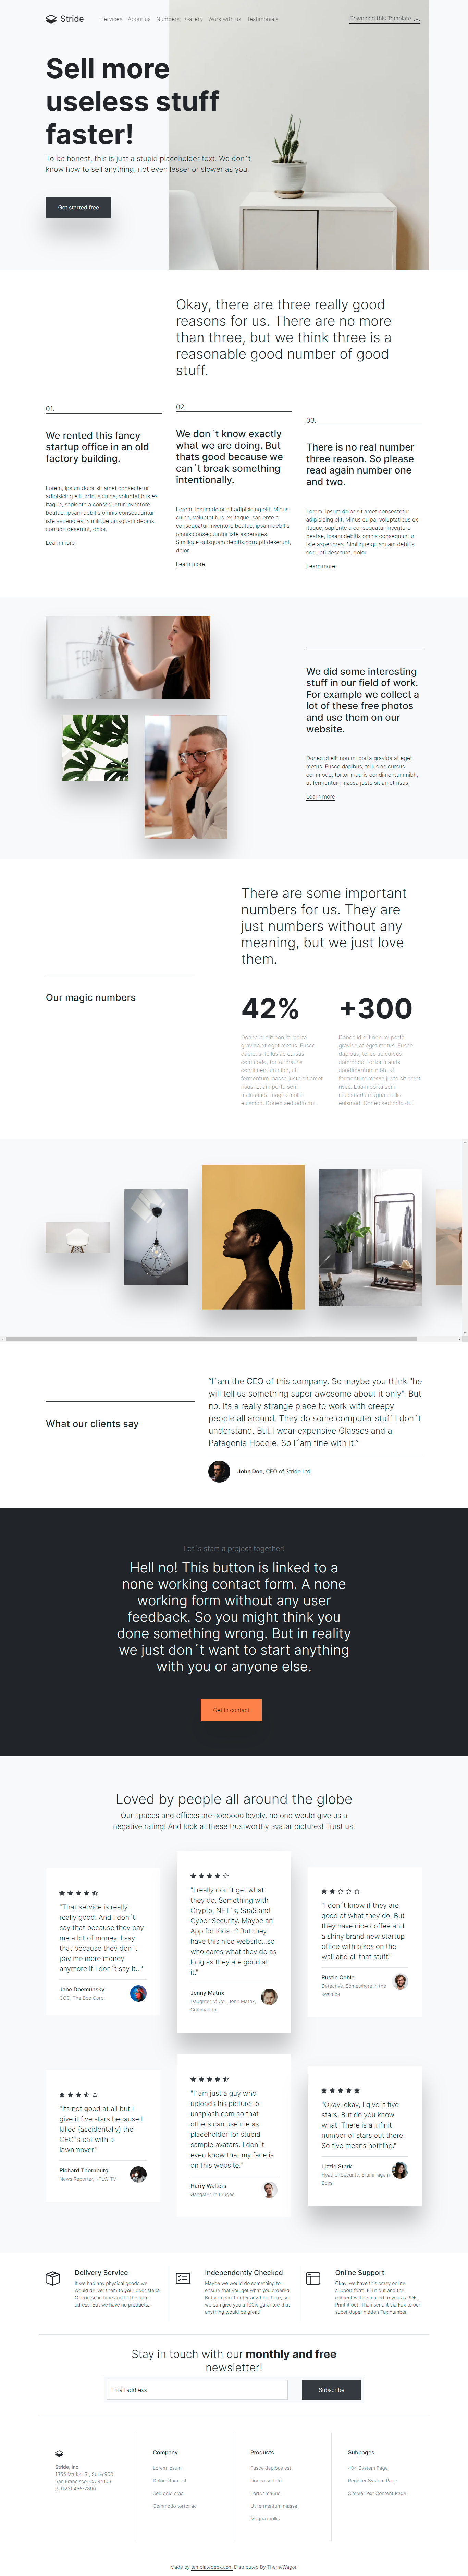 Stride
Services About us Numbers Gallery Work with us Testimonials
Download this Template
Sell more
useless stuff
faster!
To be honest, this is just a stupid placeholder text. We don´t
know how to sell anything, not even lesser or slower as you.
Get started free
Okay, there are three really good
reasons for us. There are no more
than three, but we think three is a
reasonable good number of good
stuff.
01.
We rented this fancy
startup office in an old
factory building.
Lorem, ipsum dolor sit amet consectetur
adipisicing elit. Minus culpa, voluptatibus ex
itaque, sapiente a consequatur inventore
beatae, ipsam debitis omnis consequuntur
iste asperiores. Similique quisquam debitis
corrupti deserunt, dolor.
Learn more
02.
We don´t know exactly
what we are doing. But
thats good because we
can´t break something
intentionally.
Lorem, ipsum dolor sit adipisicing elit. Minus
culpa, voluptatibus ex itaque, sapiente a
consequatur inventore beatae, ipsam debitis
omnis consequuntur iste asperiores.
Similique quisquam debitis corrupti deserunt,
dolor.
Learn more
03.
There is no real number
three reason. So please
read again number one
and two.
Lorem, ipsum dolor sit amet consectetur
adipisicing elit. Minus culpa, voluptatibus ex
itaque, sapiente a consequatur inventore
beatae, ipsam debitis omnis consequuntur
iste asperiores. Similique quisquam debitis
corrupti deserunt, dolor.
Learn more
We did some interesting
stuff in our field of work.
For example we collect a
lot of these free photos
and use them on our
website.
Donec id elit non mi porta gravida at eget
metus. Fusce dapibus, tellus ac cursus
commodo, tortor mauris condimentum nibh,
ut fermentum massa justo sit amet risus.
Learn more
There are some important
numbers for us. They are
just numbers without any
meaning, but we just love
them.
Our magic numbers
42%
Donec id elit non mi porta
gravida at eget metus. Fusce
dapibus, tellus ac cursus
commodo, tortor mauris
condimentum nibh, ut
fermentum massa justo sit amet
risus. Etiam porta sem
malesuada magna mollis
euismod. Donec sed odio dui.
+300
Donec id elit non mi porta
gravida at eget metus. Fusce
dapibus, tellus ac cursus
commodo, tortor mauris
condimentum nibh, ut
fermentum massa justo sit amet
risus. Etiam porta sem
malesuada magna mollis
euismod. Donec sed odio dui.
What our clients say
"I´am the CEO of this company. So maybe you think "he
will tell us something super awesome about it only". But
no. Its a really strange place to work with creepy
people all around. They do some computer stuff I don´t
understand. But I wear expensive Glasses and a
Patagonia Hoodie. So I´am fine with it."
John Doe, CEO of Stride Ltd.
Let´s start a project together!
Hell no! This button is linked to a
none working contact form. A none
working form without any user
feedback. So you might think you
done something wrong. But in reality
we just don´t want to start anything
with you or anyone else.
Get in contact
Loved by people all around the globe
Our spaces and offices are soooooo lovely, no one would give us a
negative rating! And look at these trustworthy avatar pictures! Trust us!
"That service is really
really good. And I don´t
say that because they pay
me a lot of money. I say
that because they don´t
pay me more money
anymore if I don´t say it..."
Jane Doemunsky
COO, The Boo Corp.
"I really don´t get what
they do. Something with
Crypto, NFT´s, SaaS and
Cyber Security. Maybe an
App for Kids...? But they
have this nice website...so
who cares what they do as
long as they are good at
it."
Jenny Matrix
Daughter of Col. John Matrix,
Commando.
"I don´t know if they are
good at what they do. But
they have nice coffee and
a shiny brand new startup
office with bikes on the
wall and all that stuff."
Rustin Cohle
Detective, Somewhere in the
swamps
"Its not good at all but I
give it five stars because I
killed (accidentally) the
CEO´s cat with a
lawnmover."
Richard Thornburg
News Reporter, KFLW-TV
"I´am just a guy who
uploads his picture to
unsplash.com so that
others can use me as
placeholder for stupid
sample avatars. I don´t
even know that my face is
on this website."
Harry Walters
Gangster, In Bruges
"Okay, okay, I give it five
stars. But do you know
what: There is a infinit
number of stars out there.
So five means nothing."
Lizzie Stark
Head of Security, Brummagem
Boys
Delivery Service
If we had any physical goods we
would deliver them to your door steps.
Of course in time and to the right
adress. But we have no products...
Independently Checked
Maybe we would do something to
ensure that you get what you ordered.
But you can´t order anything here, so
we can give you a 100% gurantee that
anything would be great!
Online Support
Okay, we have this crazy online
support form. Fill it out and the
content will be mailed to you as PDF.
Print it out. Than send it via Fax to our
super duper hidden Fax number.
Stay in touch with our monthly and free
newsletter!
Email address
Subscribe
Stride, Inc.
1355 Market St, Suite 900
San Francisco, CA 94103
P: (123) 456-7890
Company
Lorem ipsum
Dolor sitam est
Sed odio cras
Commodo tortor ac
Products
Fusce dapibus est
Donec sed dui
Tortor mauris
Ut fermentum massa
Magna mollis
Subpages
404 System Page
Register System Page
Simple Text Content Page
Made by templatedeck.com Distributed By ThemeWagon